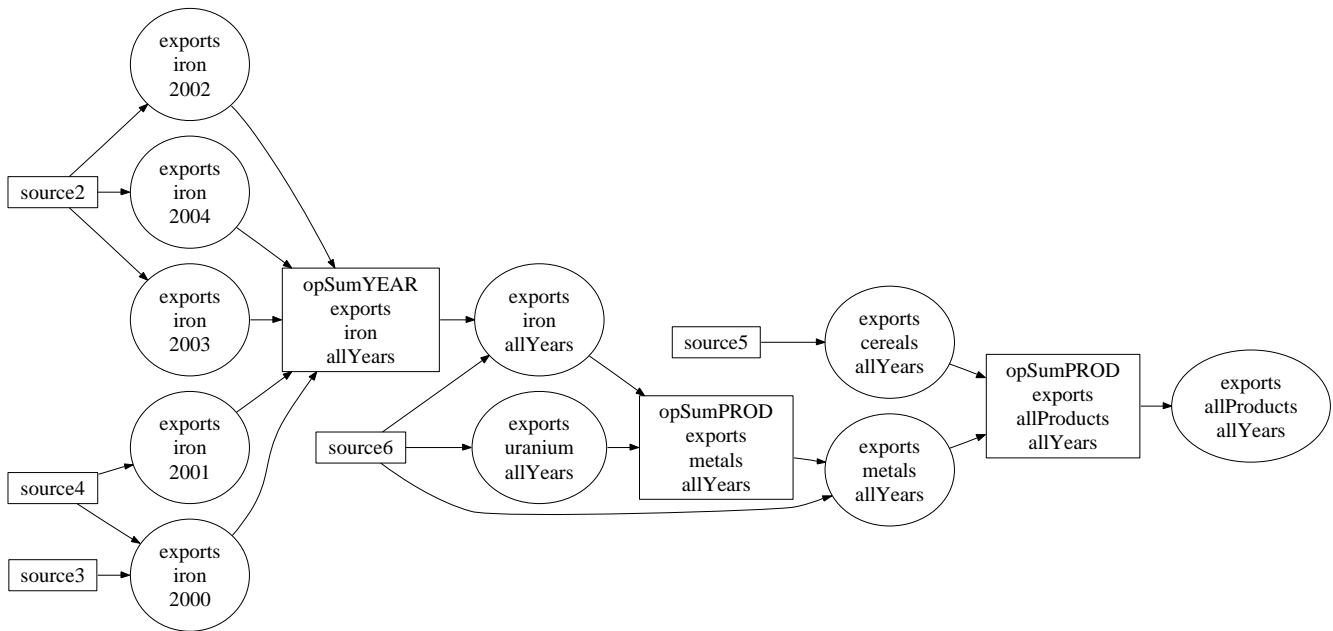 exports
iron
2002
source2
exports
iron
2004
exports
iron
2003
opSumYEAR
exports
iron
allYears
exports
iron
allYears
source5
exports
cereals
allYears
opSumPROD
exports
allProducts
allYears
exports
allProducts
allYears
source4
exports
iron
2001
source6
exports
uranium
allYears
opSumPROD
exports
metals
allYears
exports
metals
allYears
source3
exports
iron
2000